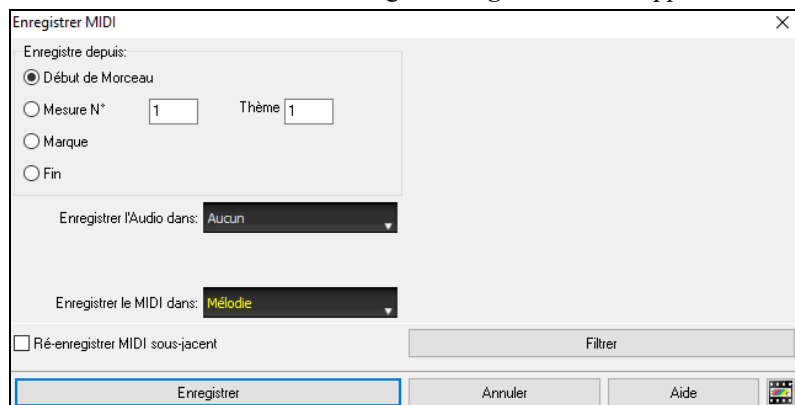 Enregistrer MIDI
Enregistre depuis:
Début de Morceau
Mesure N° 1 Thème 1
Marque
Fin
Enregistrer l'Audio dans: Aucun
Enregistrer le MIDI dans: Mélodie
Ré-enregistrer MIDI sous-jacent Filtrer
Enregistrer Annuler Aide